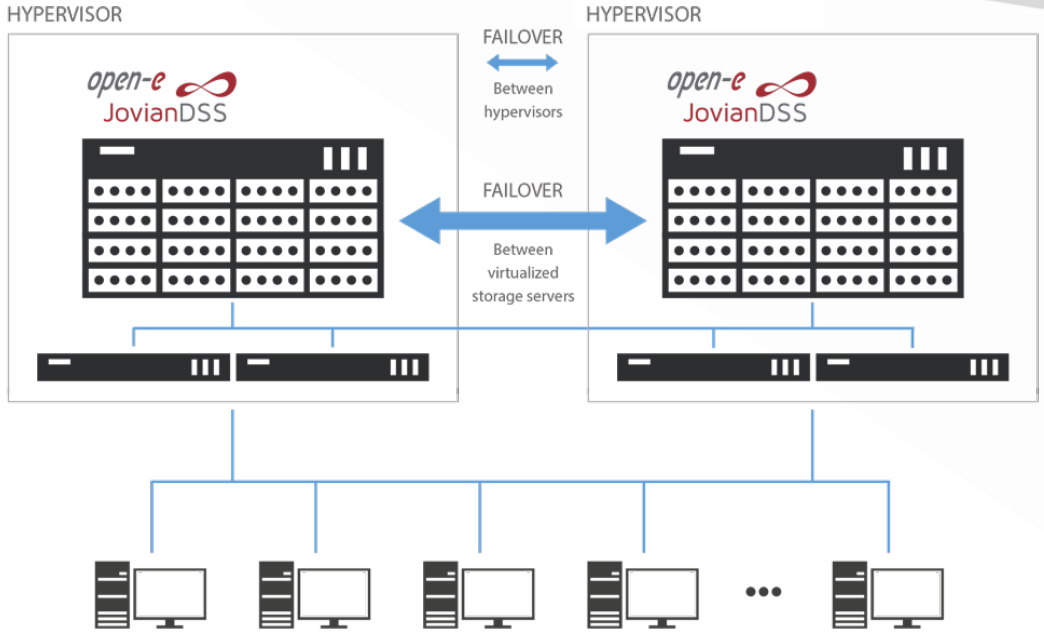 HYPERVISOR
HYPERVISOR
FAILOVER
Between
hypervisors
open-e
JovianDSS
open-e
JovianDSS
FAILOVER
Between
virtualized
storage servers